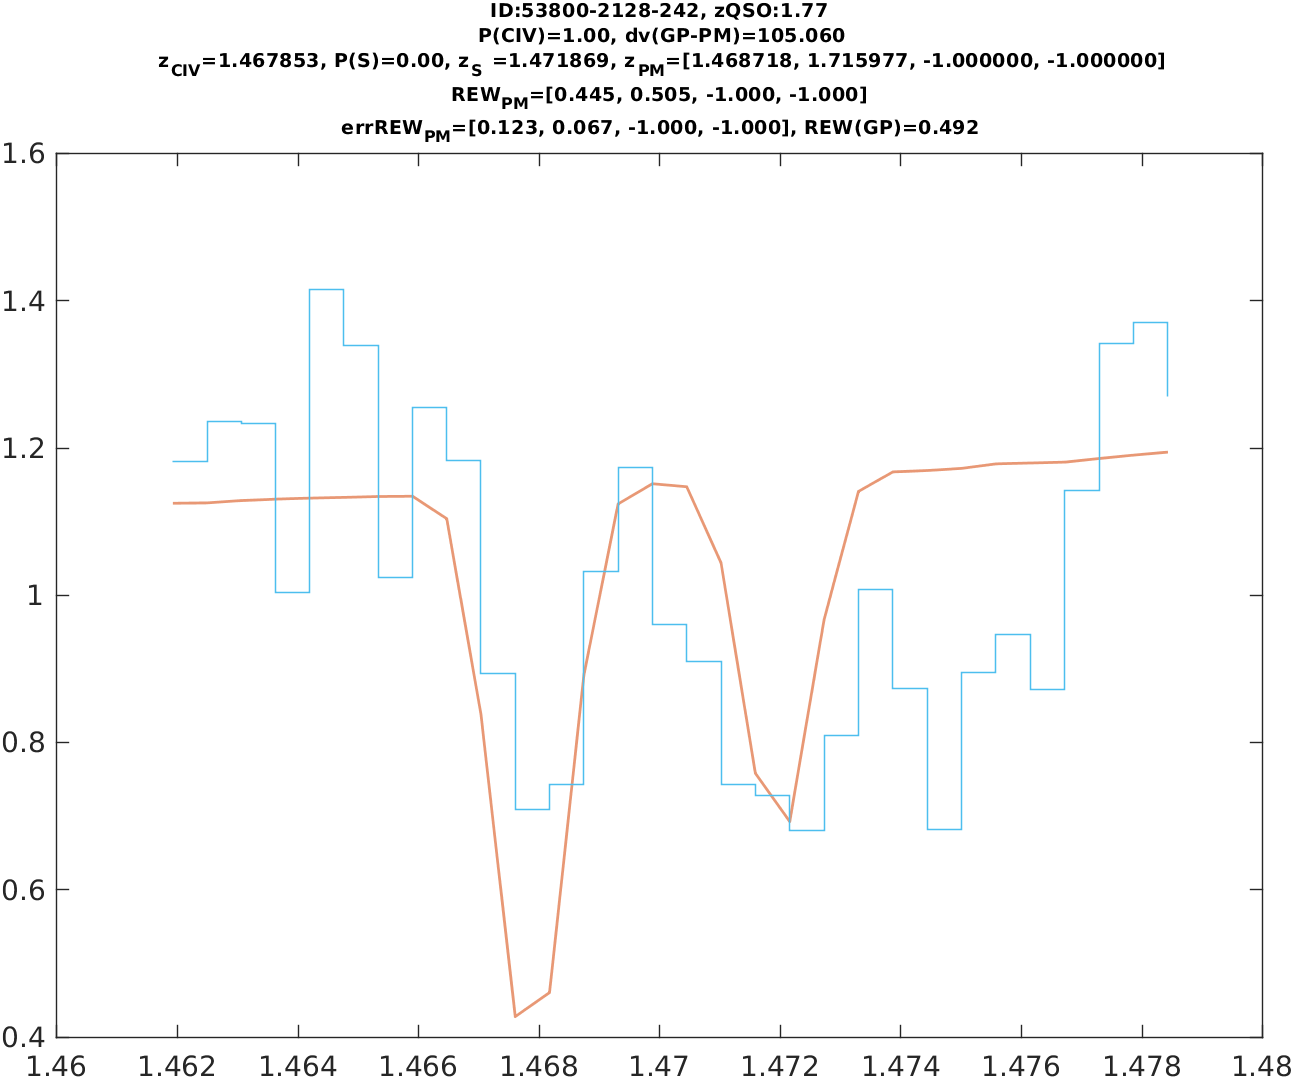 ID:53800-2128-242, zQSO:1.77
P(CIV)=1.00, dv(GP-PM)=105.060
zCIV=1.467853, P(S)=0.00, zS =1.471869, zPM=[1.468718, 1.715977, -1.000000, -1.000000]
REWPM=[0.445, 0.505, -1.000, -1.000]
errREWPM=[0.123, 0.067, -1.000, -1.000], REW(GP)=0.492
1.6
1.4
1.2
1
0.8
0.6
0.4
1.46 1.462 1.464 1.466 1.468 1.47 1.472 1.474 1.476 1.478 1.48